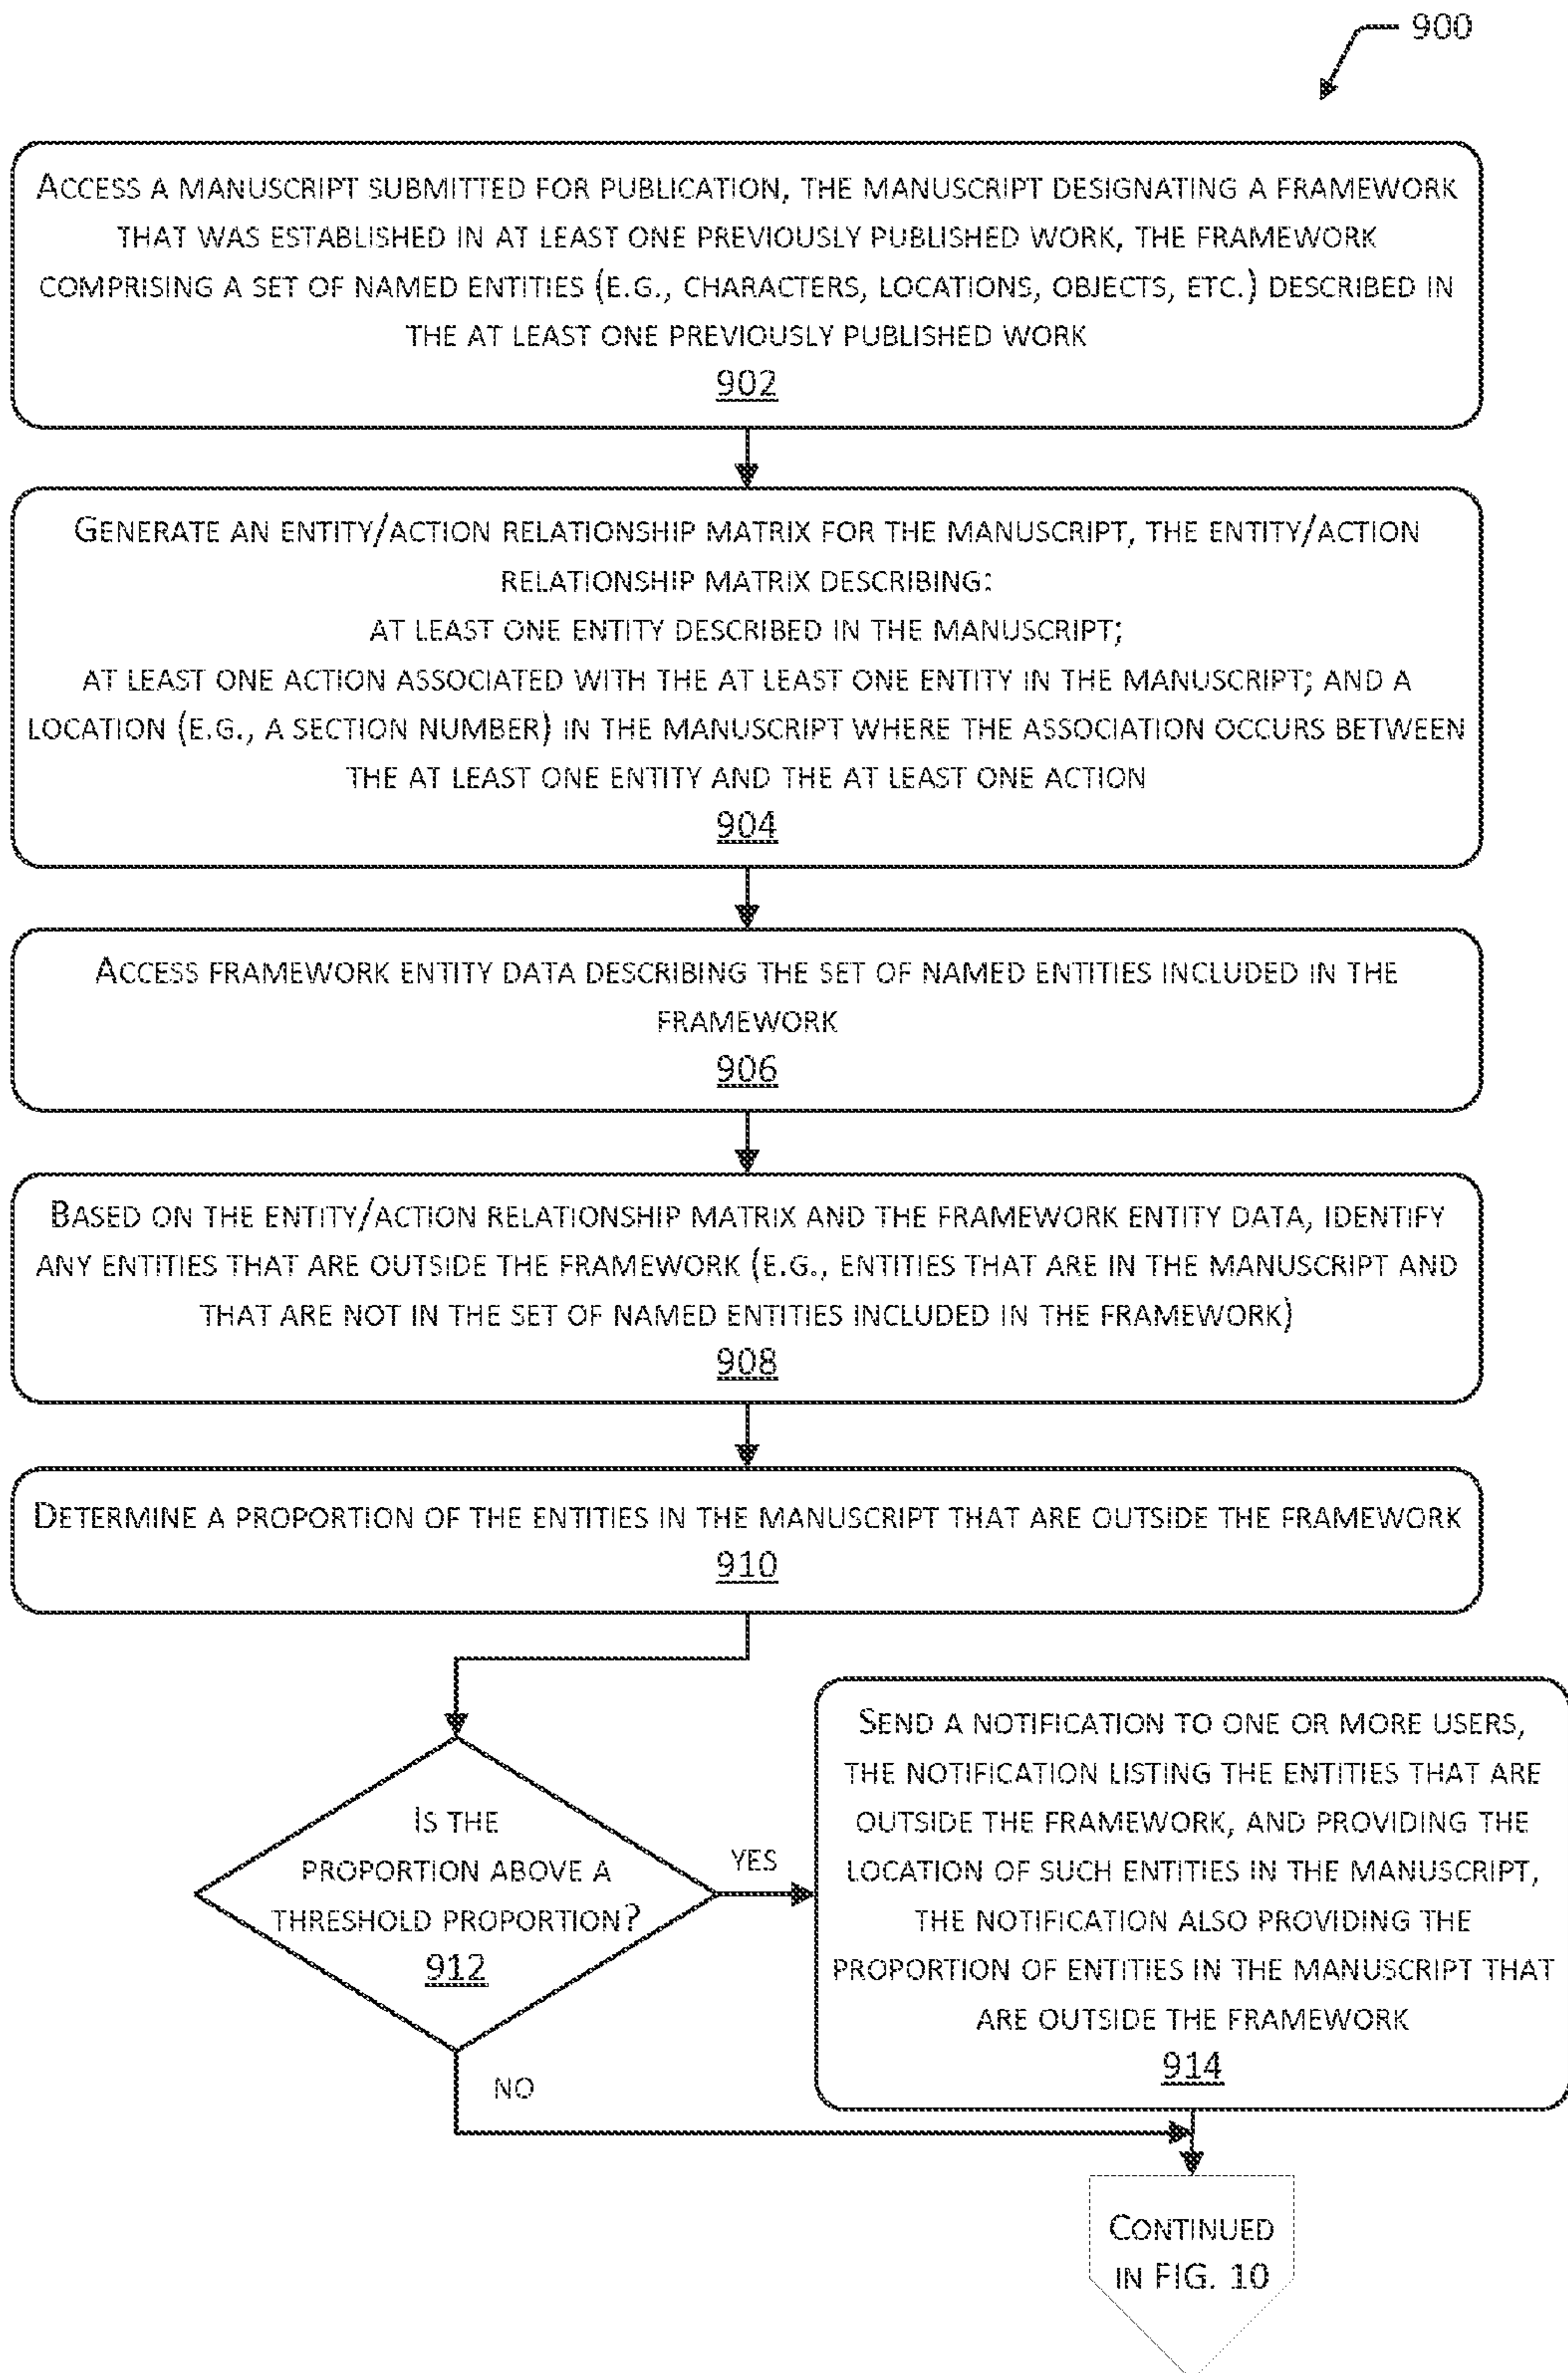 900
ACCESS A MANUSCRIPT SUBMITTED FOR PUBLICATION, THE MANUSCRIPT DESIGNATING A FRAMEWORK
THAT WAS ESTABLISHED IN AT LEAST ONE PREVIOUSLY PUBLISHED WORK, THE FRAMEWORK
COMPRISING A SET OF NAMED ENTITIES (E.G., CHARACTERS, LOCATIONS, OBJECTS, ETC.) DESCRIBED IN
THE AT LEAST ONE PREVIOUSLY PUBLISHED WORK
902
GENERATE AN ENTITY/ACTION RELATIONSHIP MATRIX FOR THE MANUSCRIPT, THE ENTITY/ACTION
RELATIONSHIP MATRIX DESCRIBING:
AT LEAST ONE ENTITY DESCRIBED IN THE MANUSCRIPT;
AT LEAST ONE ACTION ASSOCIATED WITH THE AT LEAST ONE ENTITY IN THE MANUSCRIPT; AND A
LOCATION (E.G., A SECTION NUMBER) IN THE MANUSCRIPT WHERE THE ASSOCIATION OCCURS BETWEEN
THE AT LEAST ONE ENTITY AND THE AT LEAST ONE ACTION
904
ACCESS FRAMEWORK ENTITY DATA DESCRIBING THE SET OF NAMED ENTITIES INCLUDED IN THE
FRAMEWORK
906
BASED ON THE ENTITY/ACTION RELATIONSHIP MATRIX AND THE FRAMEWORK ENTITY DATA, IDENTIFY
ANY ENTITIES THAT ARE OUTSIDE THE FRAMEWORK (E.G., ENTITIES THAT ARE IN THE MANUSCRIPT AND
THAT ARE NOT IN THE SET OF NAMED ENTITIES INCLUDED IN THE FRAMEWORK)
908
DETERMINE A PROPORTION OF THE ENTITIES IN THE MANUSCRIPT THAT ARE OUTSIDE THE FRAMEWORK
910
IS THE
PROPORTION ABOVE A
THRESHOLD PROPORTION?
912
YES
NO
SEND A NOTIFICATION TO ONE OR MORE USERS,
THE NOTIFICATION LISTING THE ENTITIES THAT ARE
OUTSIDE THE FRAMEWORK, AND PROVIDING THE
LOCATION OF SUCH ENTITIES IN THE MANUSCRIPT,
THE NOTIFICATION ALSO PROVIDING THE
PROPORTION OF ENTITIES IN THE MANUSCRIPT THAT
ARE OUTSIDE THE FRAMEWORK
914
CONTINUED
IN FIG. 10